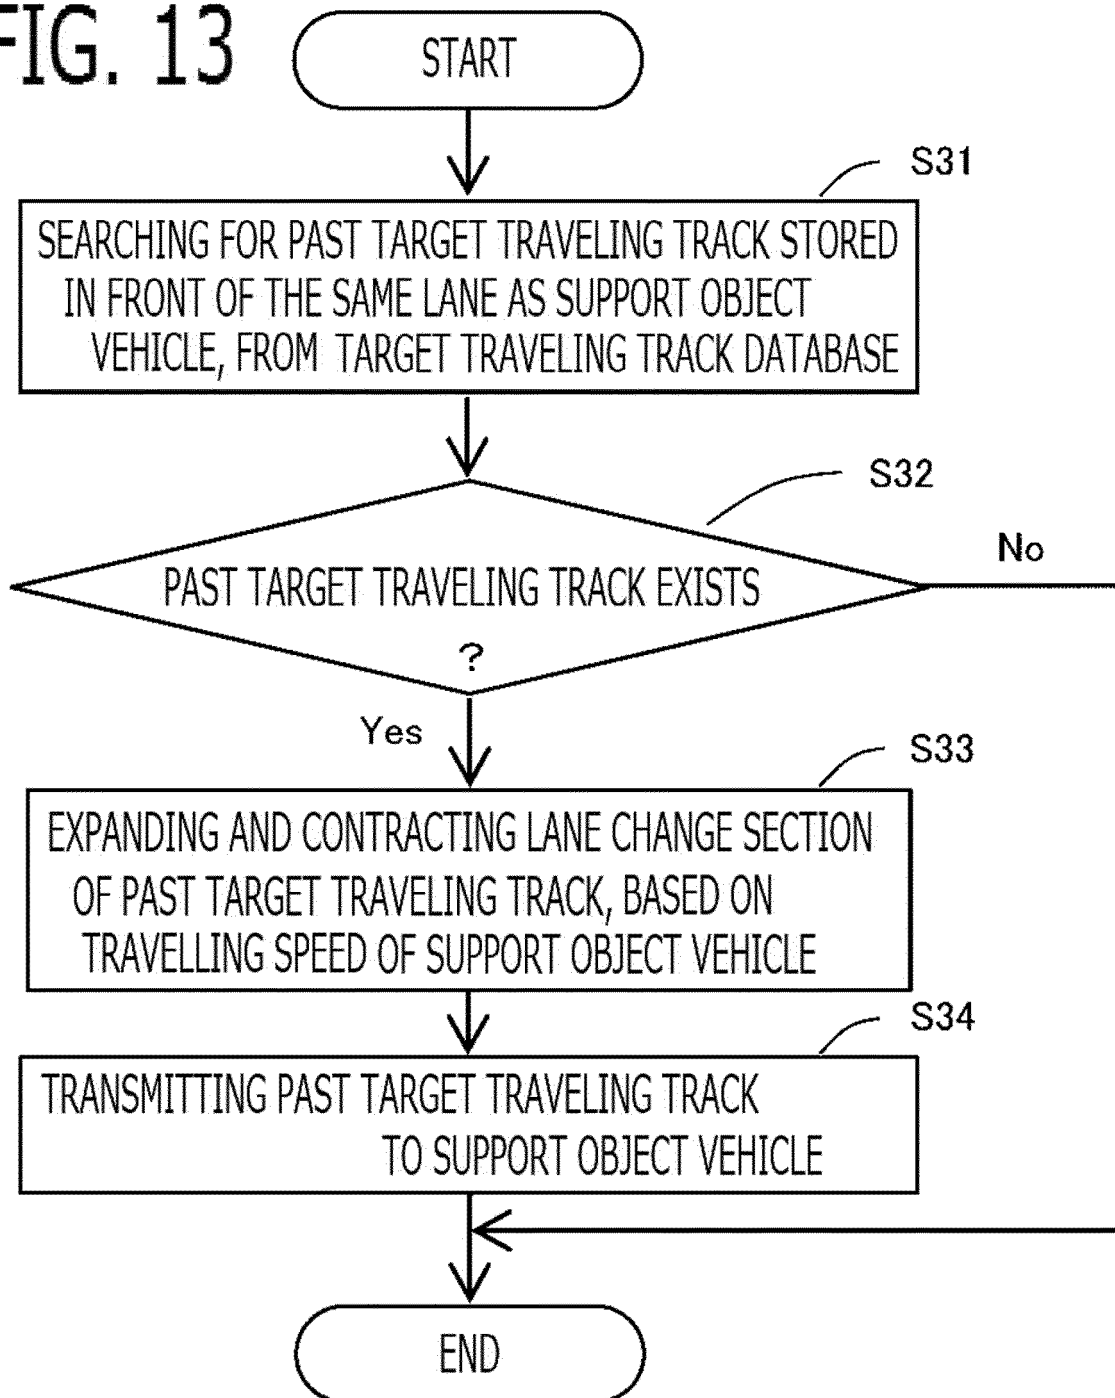 FIG. 13
START
S31
SEARCHING FOR PAST TARGET TRAVELING TRACK STORED
IN FRONT OF THE SAME LANE AS SUPPORT OBJECT
VEHICLE, FROM TARGET TRAVELING TRACK DATABASE
S32
No
PAST TARGET TRAVELING TRACK EXISTS
?
Yes
S33
EXPANDING AND CONTRACTING LANE CHANGE SECTION
OF PAST TARGET TRAVELING TRACK, BASED ON
TRAVELLING SPEED OF SUPPORT OBJECT VEHICLE
S34
TRANSMITTING PAST TARGET TRAVELING TRACK
TO SUPPORT OBJECT VEHICLE
END